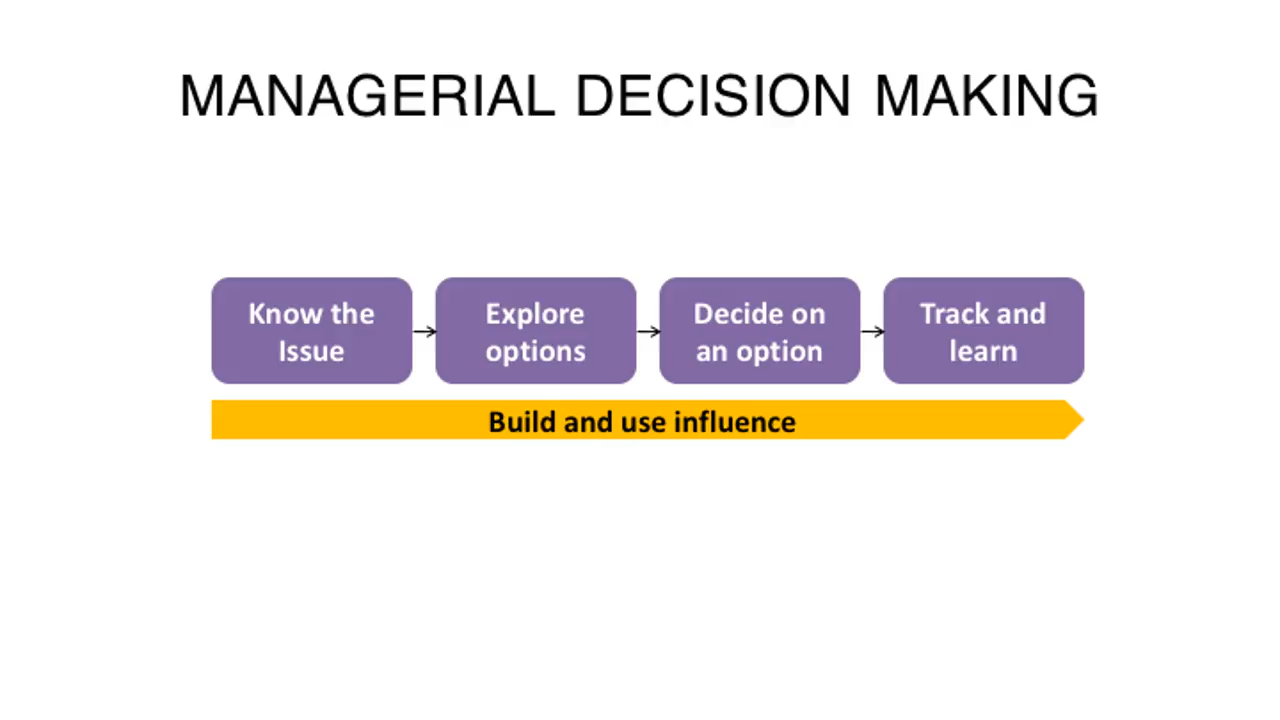 MANAGERIAL DECISION MAKING
Know the
Issue
Explore
options
Decide on
an option
Track and
learn
Build and use influence